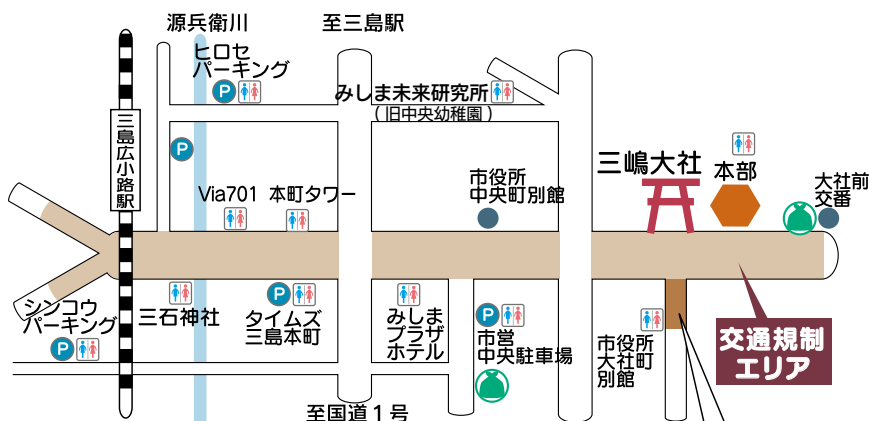 源兵衛川
至三島駅
ヒロセ
パーキング
P
みしま未来研究所
（旧中央幼稚園）
三島広小路駅
P
三嶋大社
本部
市役所
中央町別館
大社前
交番
Via701
本町タワー
シンコウ
パーキング
P
三石神社
P
タイムズ
三島本町
みしま
プラザ
ホテル
P
市営
中央駐車場
市役所
大社町
別館
交通規制
エリア
至国道１号